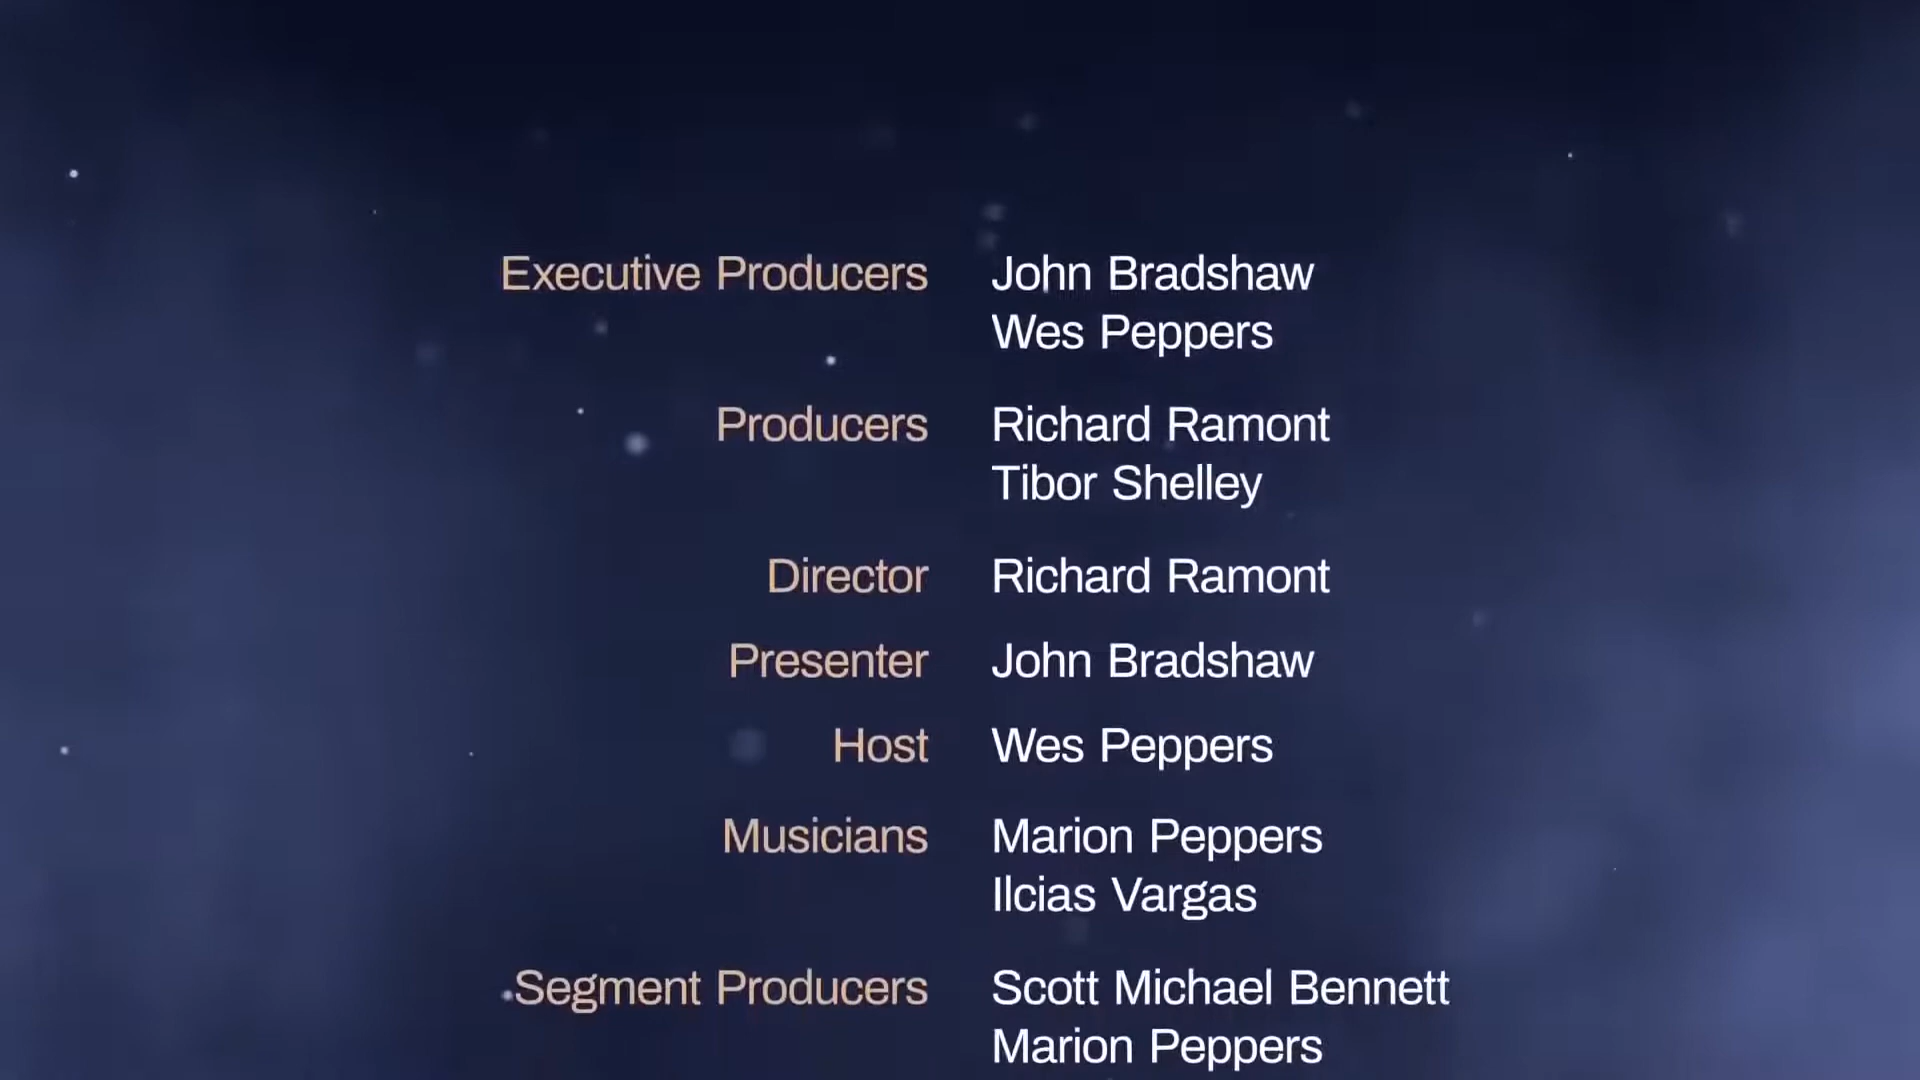 Executive Producers John Bradshaw
Wes Peppers
Producers Richard Ramont
Tibor Shelley
Director Richard Ramont
Presenter John Bradshaw
Host Wes Peppers
Musicians Marion Peppers
Ilcias Vargas
Segment Producers Scott Michael Bennett
Marion Peppers